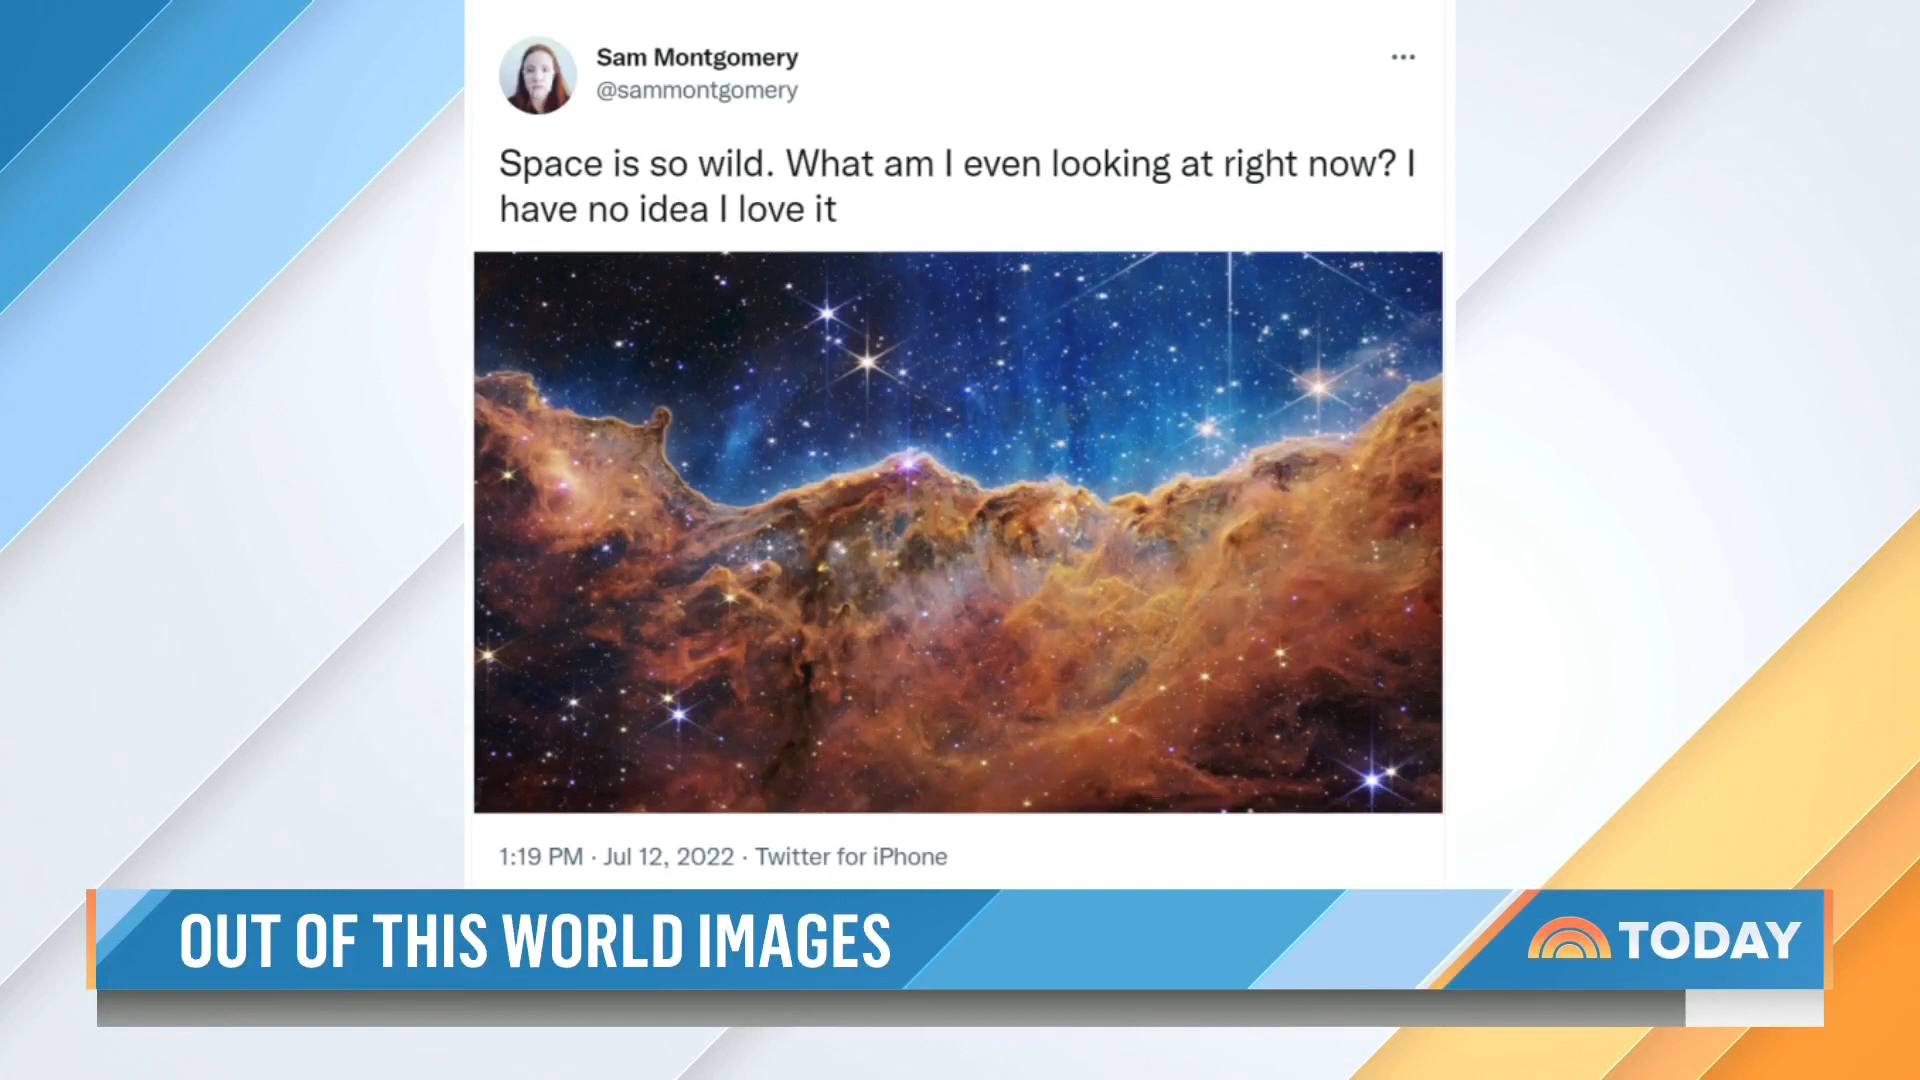 Sam Montgomery
@sammontgomery
Space is so wild. What am I even looking at right now? I
have no idea I love it
1:19 PM · Jul 12, 2022 · Twitter for iPhone
OUT OF THIS WORLD IMAGES
TODAY